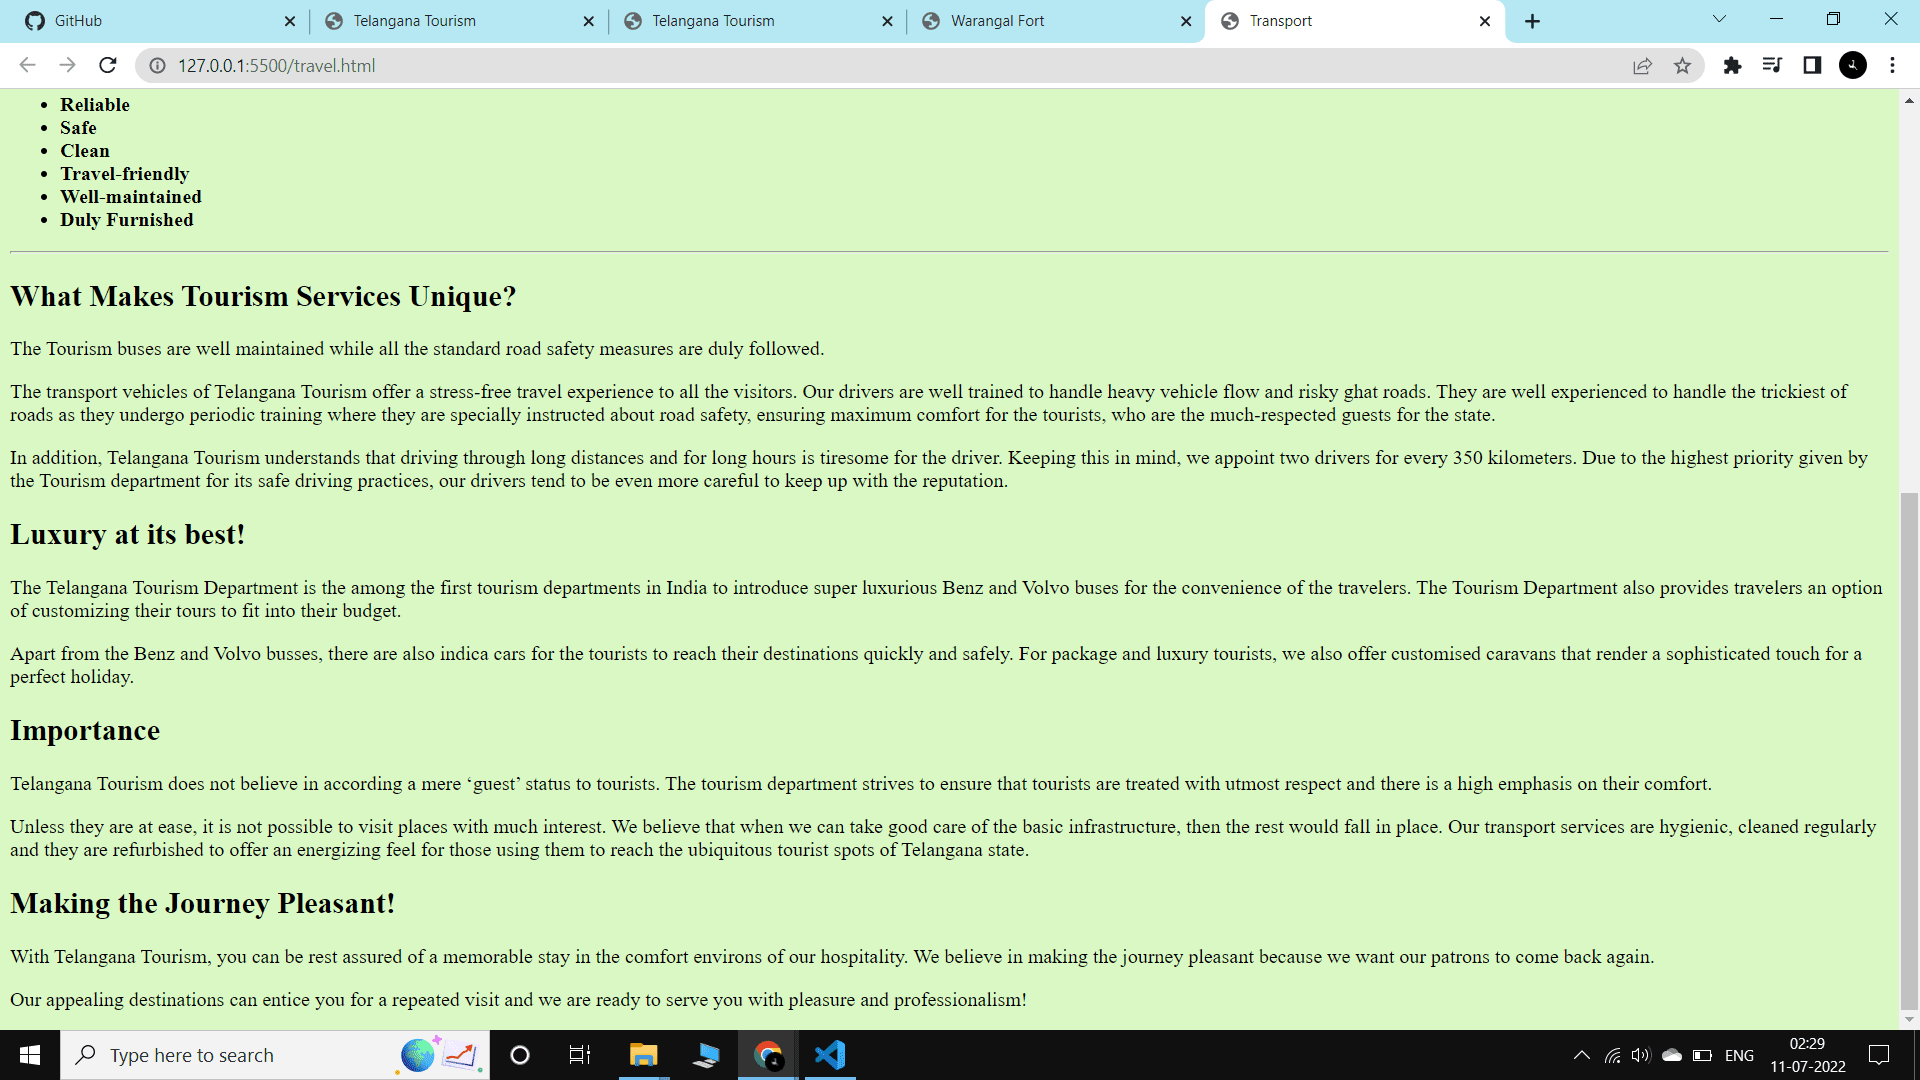 GitHub
Telangana Tourism
Telangana Tourism
Warangal Fort
Transport
127.0.0.1:5500/travel.html
Reliable
Safe
Clean
Travel-friendly
Well-maintained
Duly Furnished
What Makes Tourism Services Unique?
The Tourism buses are well maintained while all the standard road safety measures are duly followed.
The transport vehicles of Telangana Tourism offer a stress-free travel experience to all the visitors. Our drivers are well trained to handle heavy vehicle flow and risky ghat roads. They are well experienced to handle the trickiest of
roads as they undergo periodic training where they are specially instructed about road safety, ensuring maximum comfort for the tourists, who are the much-respected guests for the state.
In addition, Telangana Tourism understands that driving through long distances and for long hours is tiresome for the driver. Keeping this in mind, we appoint two drivers for every 350 kilometers. Due to the highest priority given by
the Tourism department for its safe driving practices, our drivers tend to be even more careful to keep up with the reputation.
Luxury at its best!
The Telangana Tourism Department is the among the first tourism departments in India to introduce super luxurious Benz and Volvo buses for the convenience of the travelers. The Tourism Department also provides travelers an option
of customizing their tours to fit into their budget.
Apart from the Benz and Volvo busses, there are also indica cars for the tourists to reach their destinations quickly and safely. For package and luxury tourists, we also offer customised caravans that render a sophisticated touch for a
perfect holiday.
Importance
Telangana Tourism does not believe in according a mere ‘guest’ status to tourists. The tourism department strives to ensure that tourists are treated with utmost respect and there is a high emphasis on their comfort.
Unless they are at ease, it is not possible to visit places with much interest. We believe that when we can take good care of the basic infrastructure, then the rest would fall in place. Our transport services are hygienic, cleaned regularly
and they are refurbished to offer an energizing feel for those using them to reach the ubiquitous tourist spots of Telangana state.
Making the Journey Pleasant!
With Telangana Tourism, you can be rest assured of a memorable stay in the comfort environs of our hospitality. We believe in making the journey pleasant because we want our patrons to come back again.
Our appealing destinations can entice you for a repeated visit and we are ready to serve you with pleasure and professionalism!
Type here to search
ENG
02:29
11-07-2022